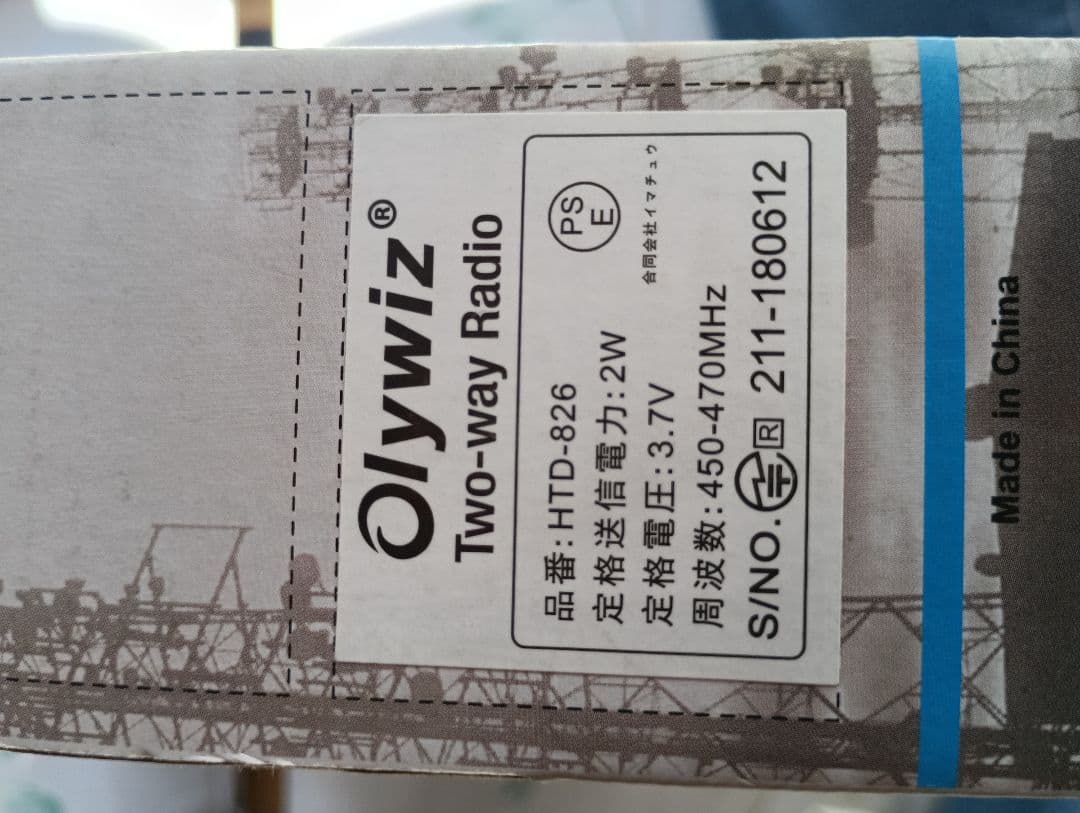 Olywiz®
Two-way Radio
品番:HTD-826
PSE
定格送信電力:2W
合同会社イマチュウ
定格電圧:3.7V
周波数:450-470MHz
S/NO. R 211-180612
Made in China